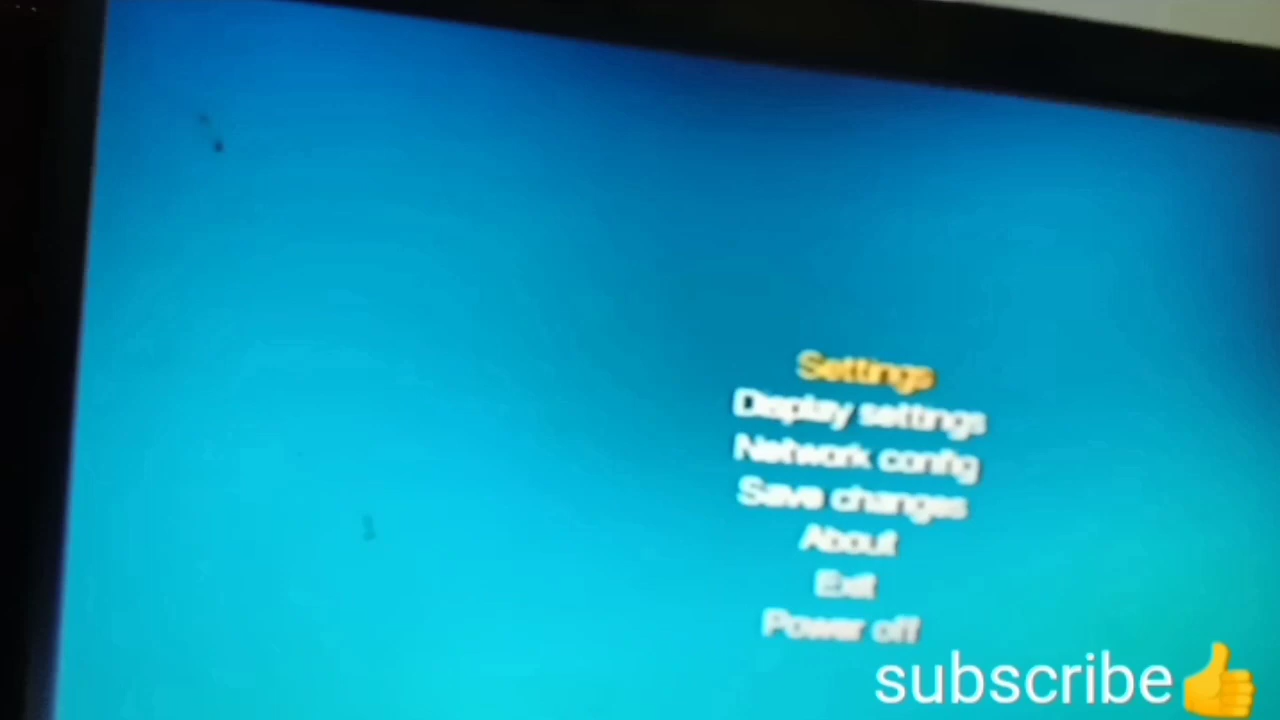 Settings
Display settings
Network config
Save changes
About
Exit
Power off
subscribe👍